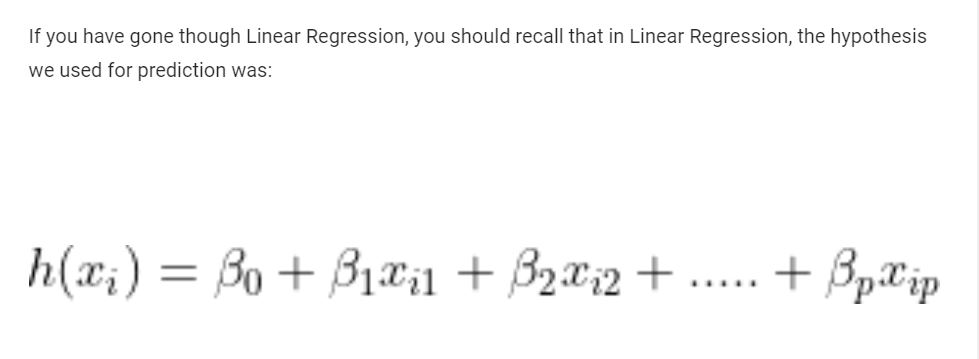 If you have gone though Linear Regression, you should recall that in Linear Regression, the hypothesis
we used for prediction was:
h(xᵢ) = β₀ + β₁xᵢ₁ + β₂xᵢ₂ + ..... + βₚxᵢₚ